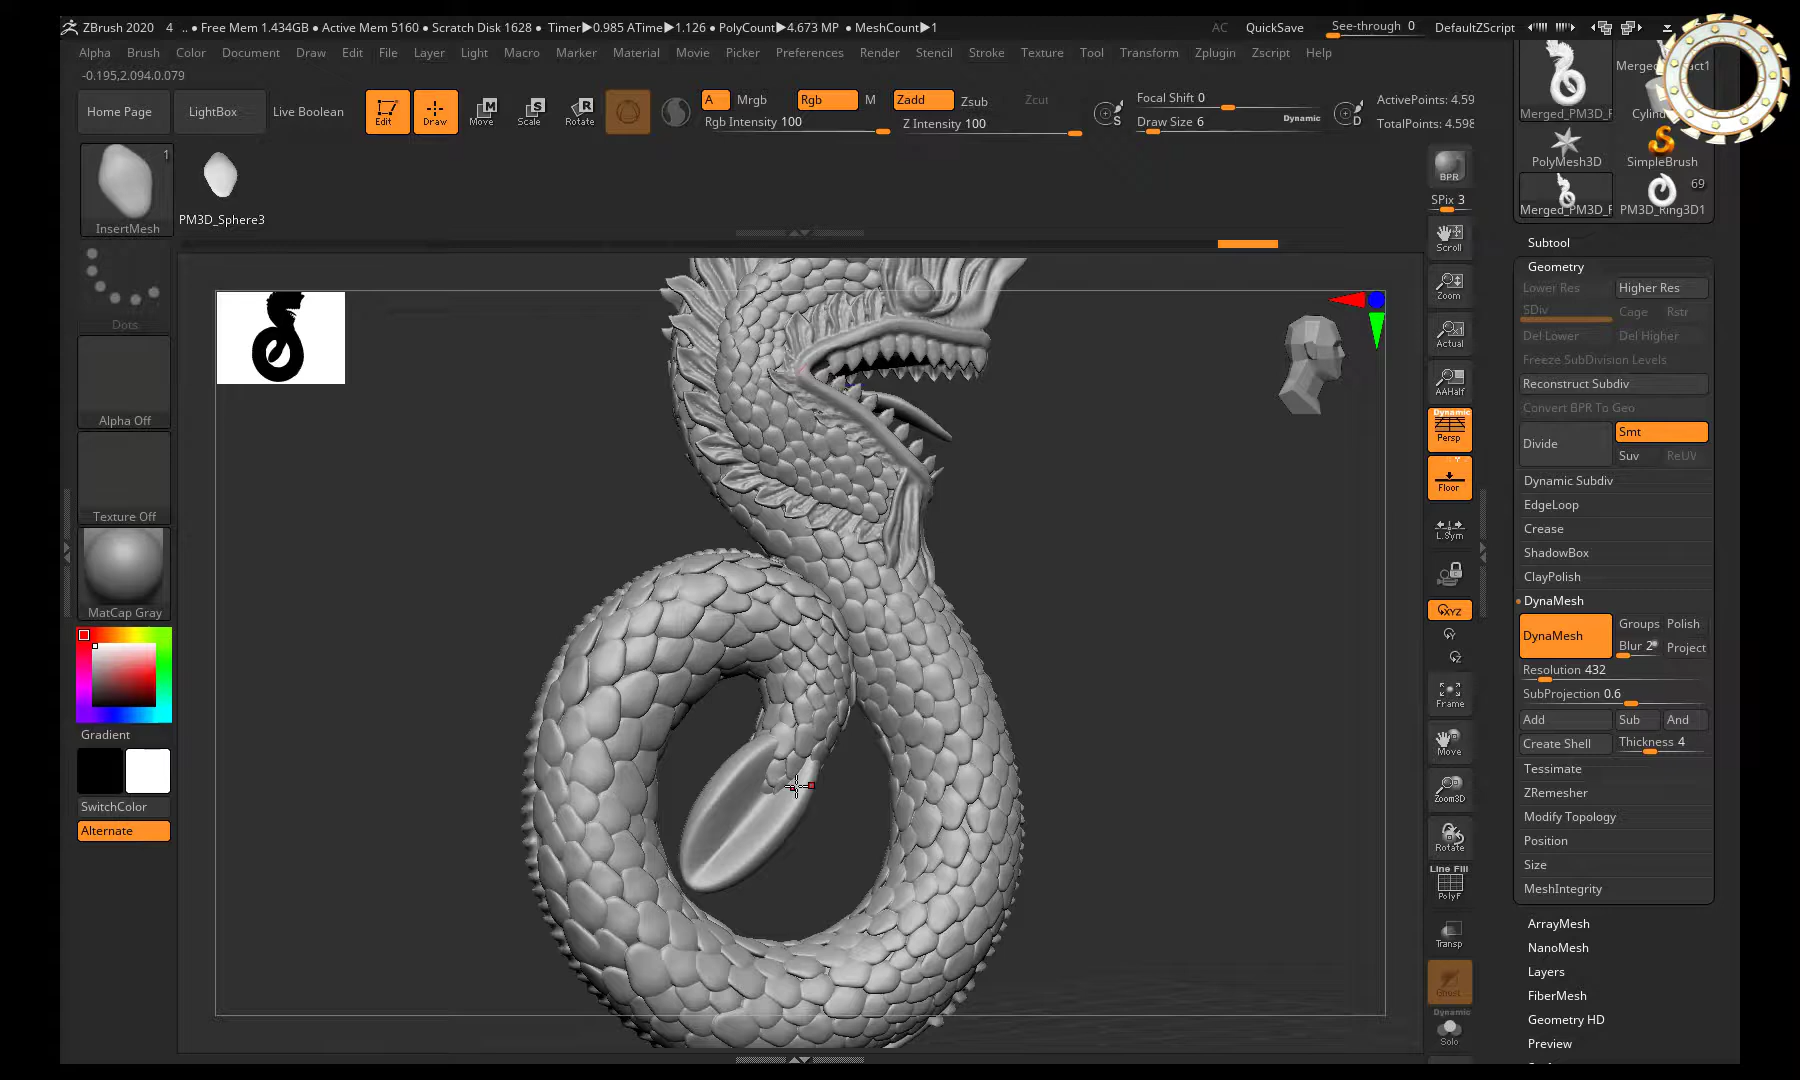 ZBrush 2020 4 .. • Free Mem 1.434GB • Active Mem 5160 • Scratch Disk 1628 • Timer▶0.985 ATime▶1.126 • PolyCount▶4.673 MP • MeshCount▶1 AC QuickSave See-through 0 DefaultZScript
Alpha Brush Color Document Draw Edit File Layer Light Macro Marker Material Movie Picker Preferences Render Stencil Stroke Texture Tool Transform Zplugin Zscript Help
-0.195,2.094,0.079
Home Page LightBox Live Boolean Edit Draw Move Scale Rotate
A Mrgb Rgb M Zadd Zsub Zcut
Rgb Intensity 100 Z Intensity 100
S Focal Shift 0
Draw Size 6 Dynamic D
ActivePoints: 4.59
TotalPoints: 4.598
1
InsertMesh
PM3D_Sphere3
Dots
Alpha Off
Texture Off
MatCap Gray
Gradient
SwitchColor
Alternate
BPR
SPix 3
Scroll
Zoom
Actual
AAHalf
Dynamic
Persp
Floor
L.Sym
XYZ
Y
Z
Frame
Move
Zoom3D
Rotate
Line Fill
PolyF
Transp
Ghost
Dynamic
Solo
Merged_PM3D_F
Cylind
PolyMesh3D SimpleBrush
69
Merged_PM3D_F PM3D_Ring3D1
Subtool
Geometry
Lower Res Higher Res
SDiv Cage Rstr
Del Lower Del Higher
Freeze SubDivision Levels
Reconstruct Subdiv
Convert BPR To Geo
Divide Smt
Suv ReUV
Dynamic Subdiv
EdgeLoop
Crease
ShadowBox
ClayPolish
DynaMesh
DynaMesh Groups Polish
Blur 2 Project
Resolution 432
SubProjection 0.6
Add Sub And
Create Shell Thickness 4
Tessimate
ZRemesher
Modify Topology
Position
Size
MeshIntegrity
ArrayMesh
NanoMesh
Layers
FiberMesh
Geometry HD
Preview